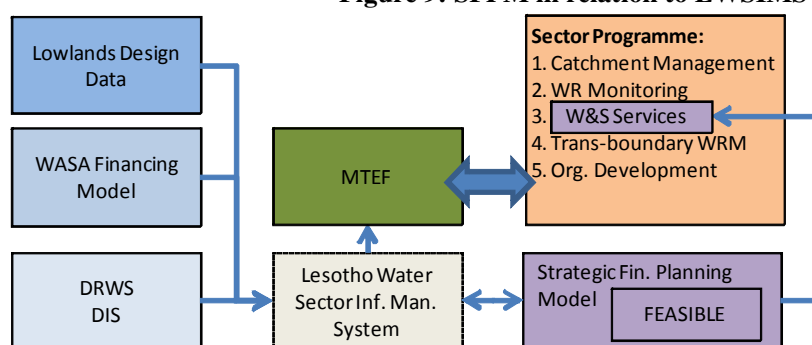 Figure 9: SFPM in relation to LWSIMS
Lowlands Design
Data
WASA Financing
Model
DRWS
DIS
MTEF
Lesotho Water
Sector Inf. Man.
System
Sector Programme:
1. Catchment Management
2. WR Monitoring
3. W&S Services
4. Trans-boundary WRM
5. Org. Development
Strategic Fin. Planning
Model
FEASIBLE